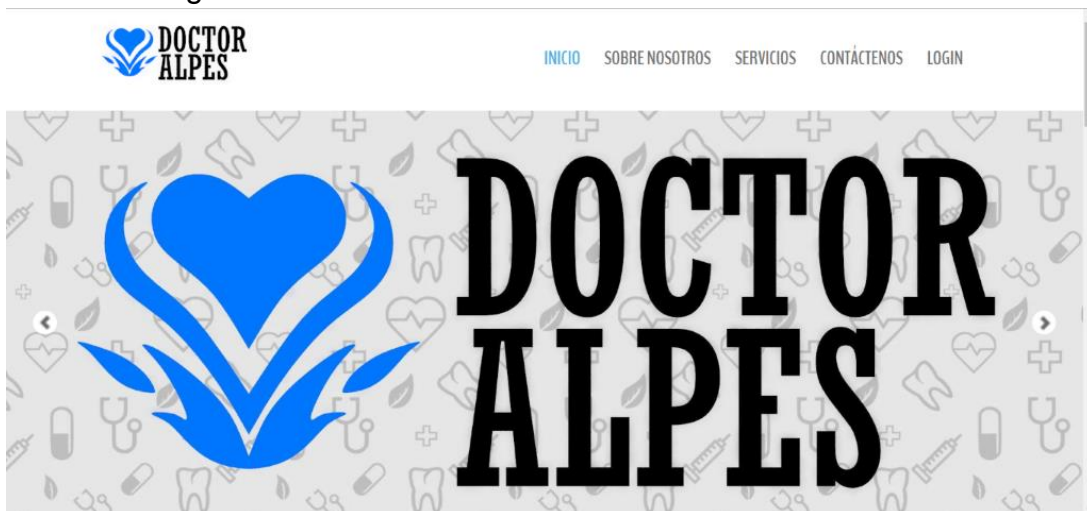 DOCTOR
ALPES
INICIO SOBRE NOSOTROS SERVICIOS CONTÁCTENOS LOGIN
DOCTOR
ALPES